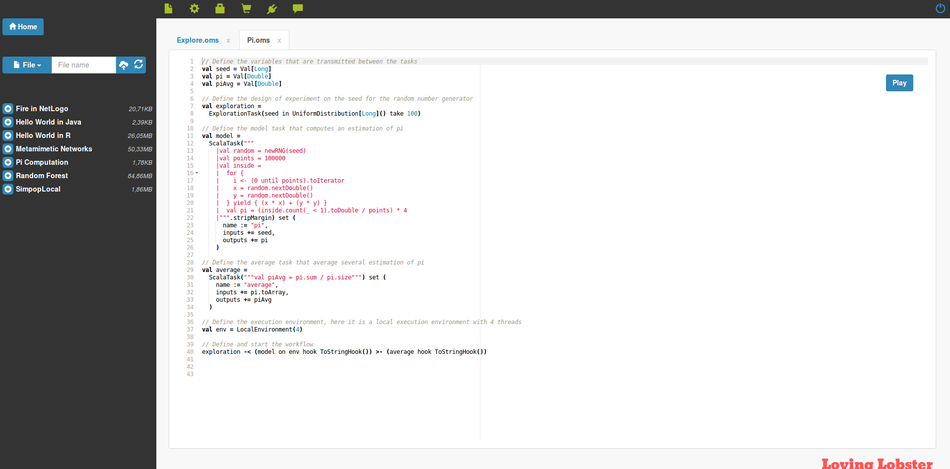 Home
File
File name
Fire in NetLogo 20,71KB
Hello World in Java 2,39KB
Hello World in R 26,05MB
Metamimetic Networks 50,33MB
Pi Computation 1,78KB
Random Forest 64,86MB
SimpopLocal 1,86MB
Explore.oms x Pi.oms x
Play
1 // Define the variables that are transmitted between the tasks
2 val seed = Val[Long]
3 val pi = Val[Double]
4 val piAvg = Val[Double]
5
6 // Define the design of experiment on the seed for the random number generator
7 val exploration =
8 ExplorationTask(seed in UniformDistribution[Long]() take 100)
9
10 // Define the model task that computes an estimation of pi
11 val model =
12 ScalaTask("""
13 |val random = newRNG(seed)
14 |val points = 100000
15 |val inside =
16 | for {
17 | i <- (0 until points).toIterator
18 | x = random.nextDouble()
19 | y = random.nextDouble()
20 | } yield { (x * x) + (y * y) }
21 | val pi = (inside.count(_ < 1).toDouble / points) * 4
22 |""".stripMargin) set (
23 name := "pi",
24 inputs += seed,
25 outputs += pi
26 )
27
28 // Define the average task that average several estimation of pi
29 val average =
30 ScalaTask("""val piAvg = pi.sum / pi.size""") set (
31 name := "average",
32 inputs += pi.toArray,
33 outputs += piAvg
34 )
35
36 // Define the execution environment, here it is a local execution environment with 4 threads
37 val env = LocalEnvironment(4)
38
39 // Define and start the workflow
40 exploration -< (model on env hook ToStringHook()) >- (average hook ToStringHook())
41
42
43
Loving Lobster